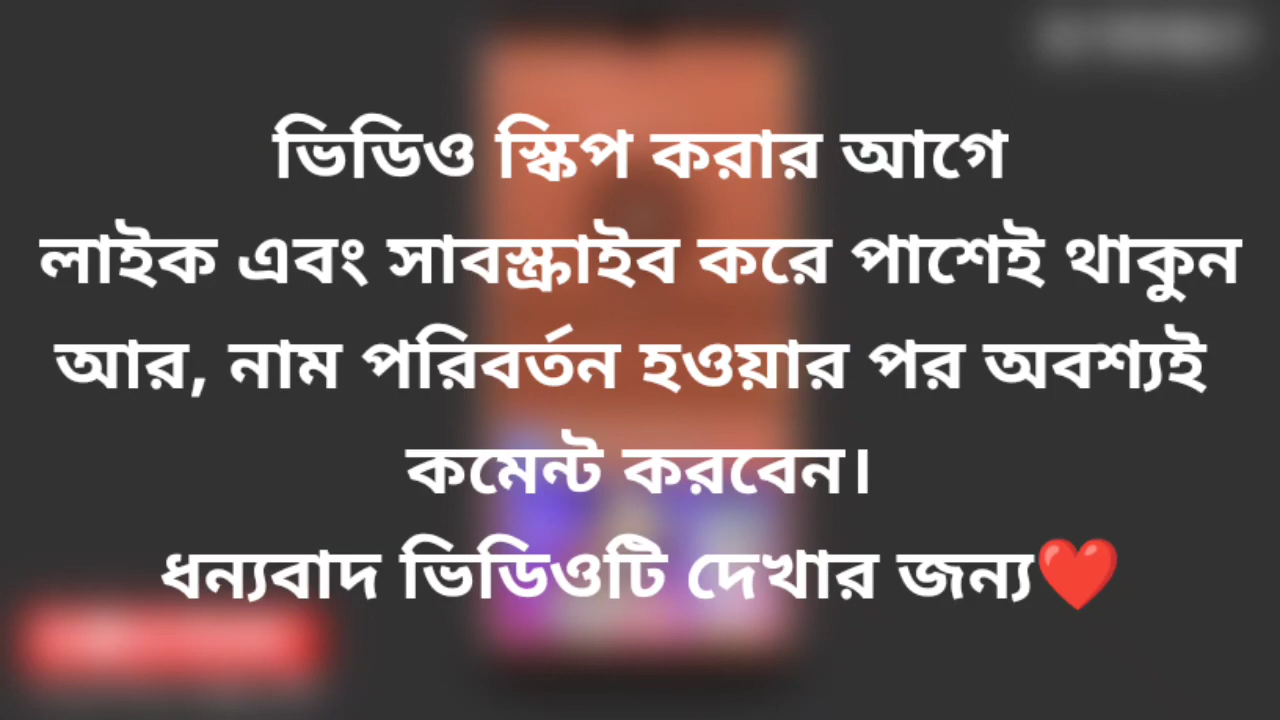 ভিডিও স্কিপ করার আগে
লাইক এবং সাবস্ক্রাইব করে পাশেই থাকুন
আর, নাম পরিবর্তন হওয়ার পর অবশ্যই
কমেন্ট করবেন।
ধন্যবাদ ভিডিওটি দেখার জন্য❤️